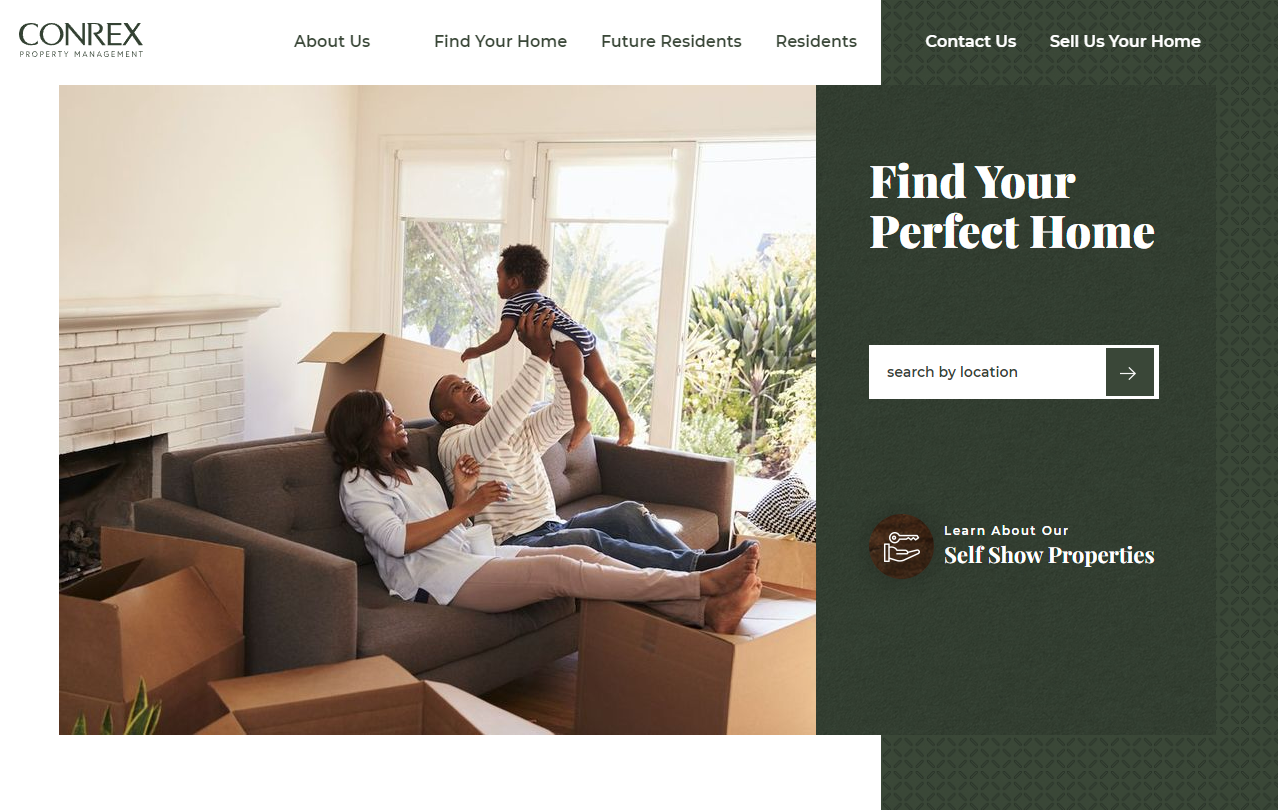 CONREX
PROPERTY MANAGEMENT
About Us
Find Your Home
Future Residents
Residents
Contact Us
Sell Us Your Home
Find Your
Perfect Home
search by location
Learn About Our
Self Show Properties